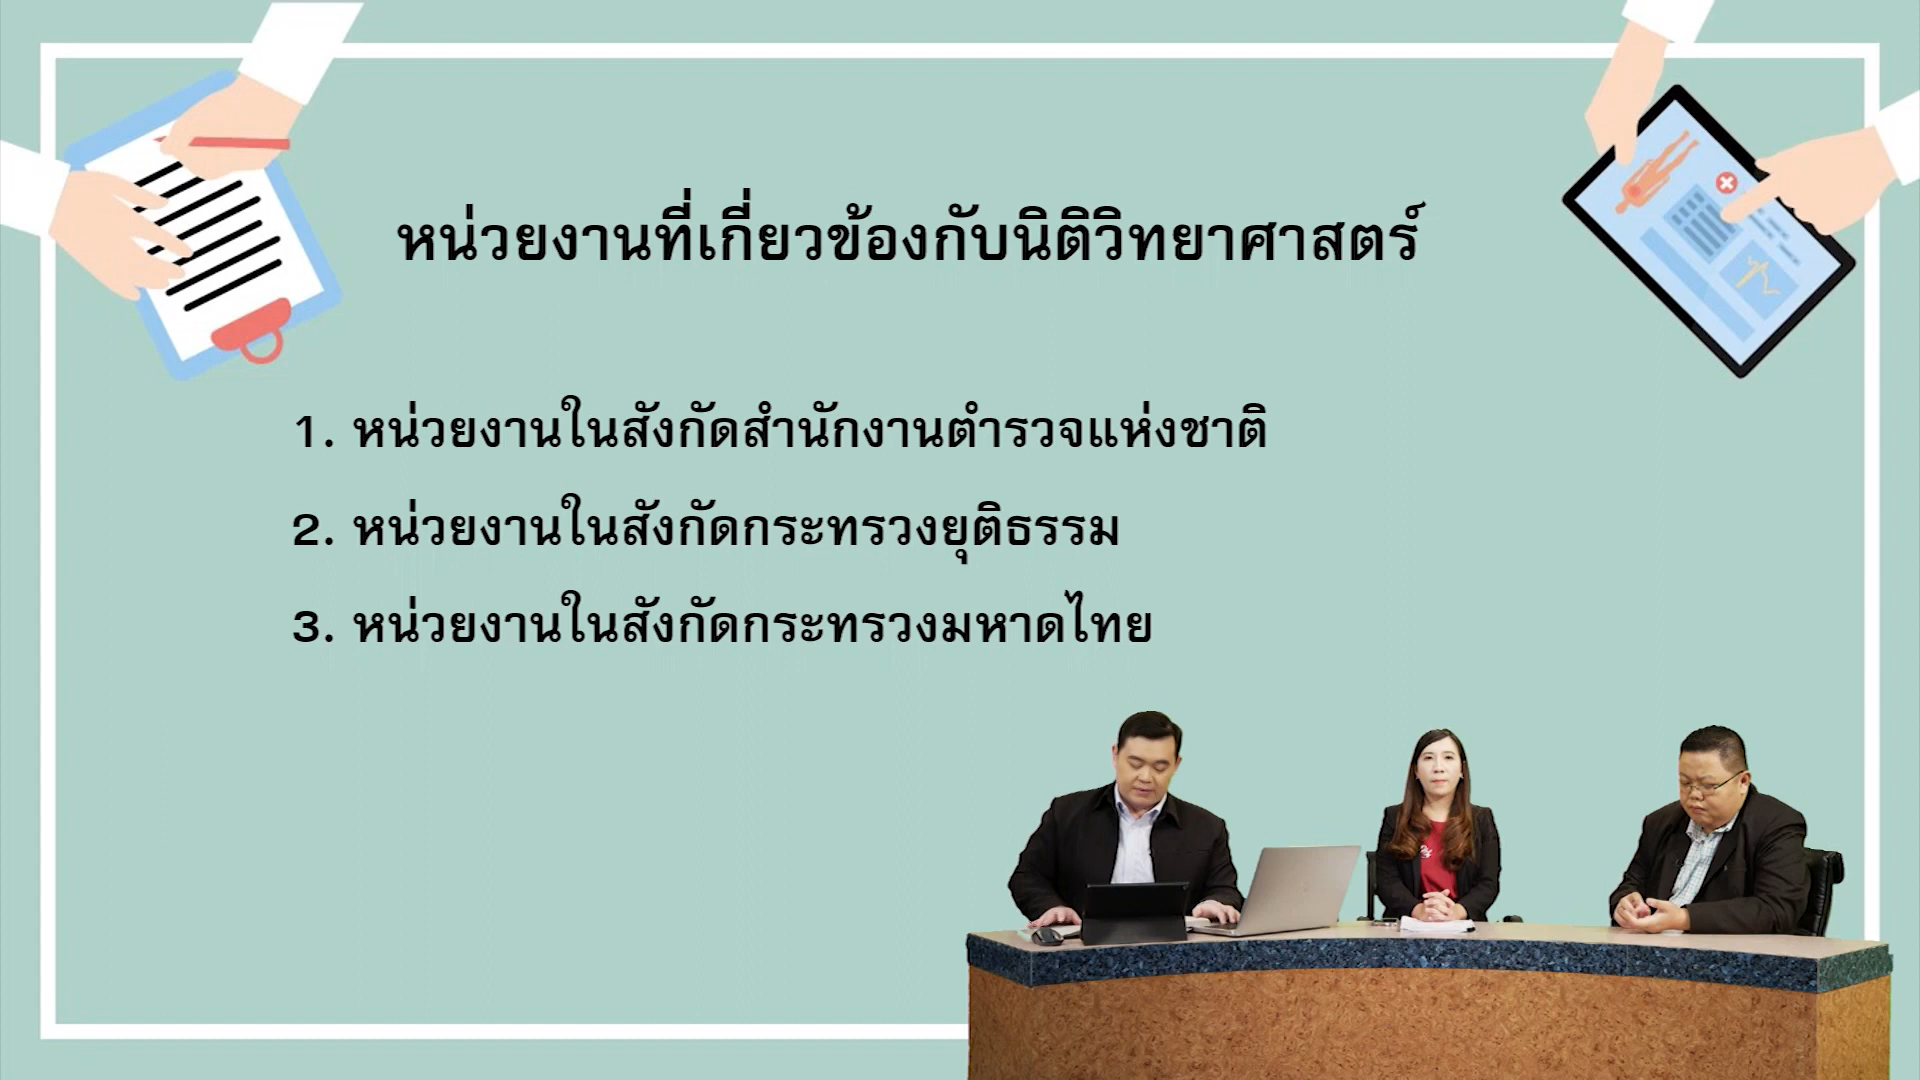 หน่วยงานที่เกี่ยวข้องกับนิติวิทยาศาสตร์
1. หน่วยงานในสังกัดสำนักงานตำรวจแห่งชาติ
2. หน่วยงานในสังกัดกระทรวงยุติธรรม
3. หน่วยงานในสังกัดกระทรวงมหาดไทย